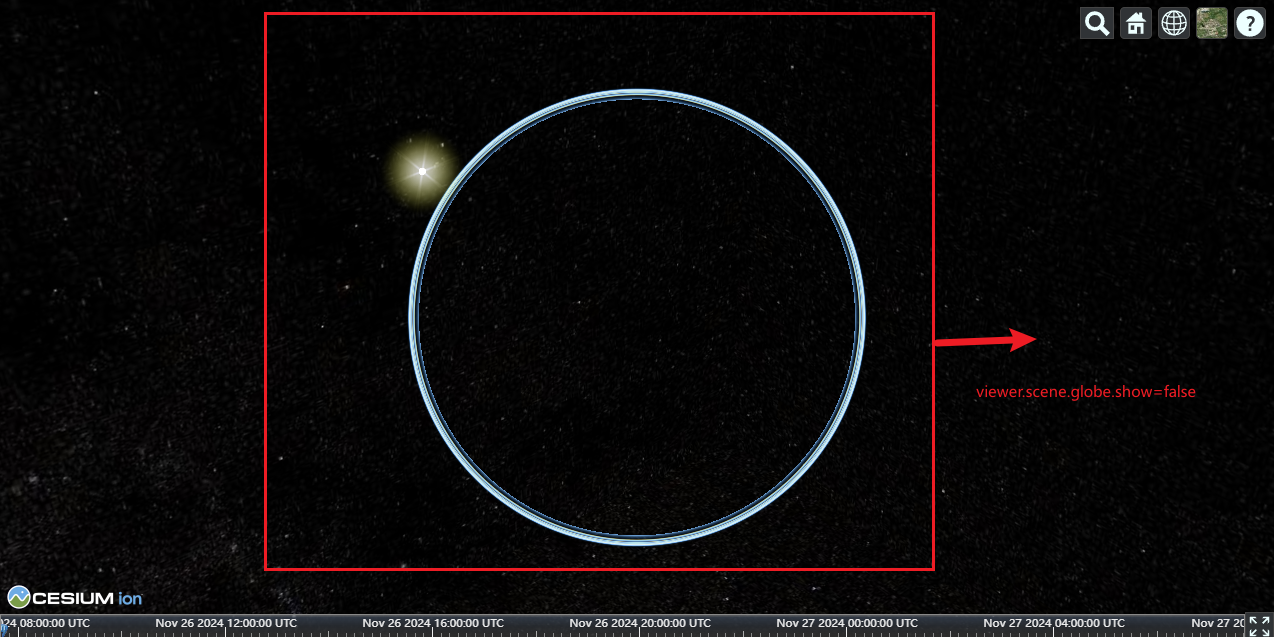 ?
viewer.scene.globe.show=false
CESIUM ion
024 08:00:00 UTC
Nov 26 2024 12:00:00 UTC
Nov 26 2024 16:00:00 UTC
Nov 26 2024 20:00:00 UTC
Nov 27 2024 00:00:00 UTC
Nov 27 2024 04:00:00 UTC
Nov 27 20